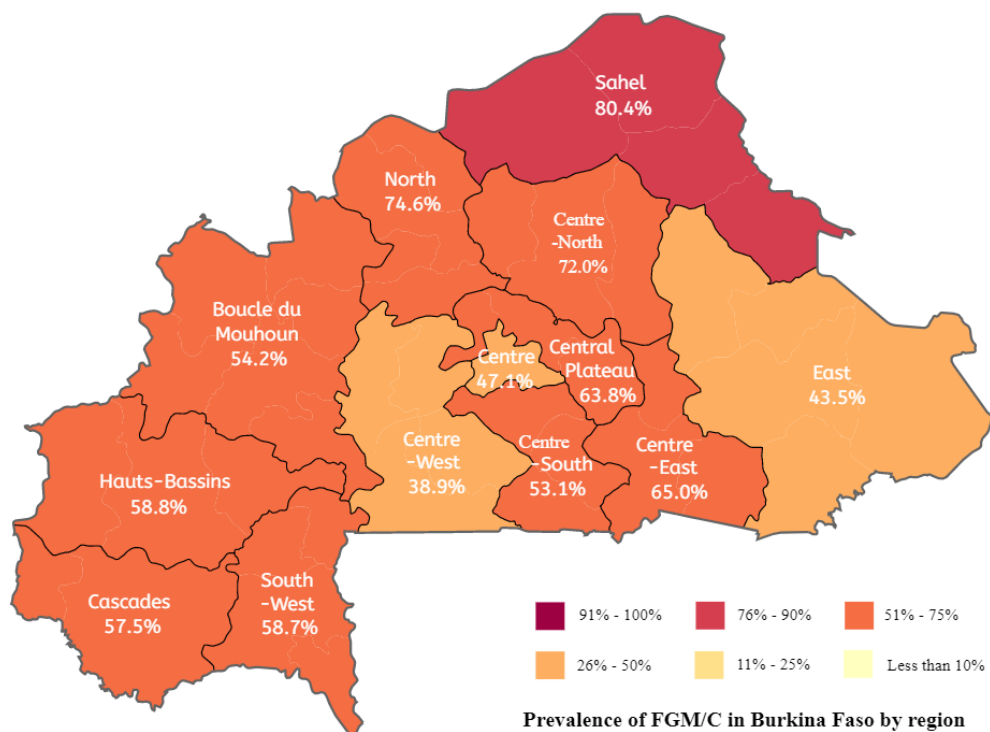 Sahel
80.4%
North
74.6%
Centre
-North
72.0%
Boucle du
Mouhoun
54.2%
Centre
47.1%
Central
Plateau
63.8%
East
43.5%
Centre
-West
38.9%
Centre
-South
53.1%
Centre
-East
65.0%
Hauts-Bassins
58.8%
Cascades
57.5%
South
-West
58.7%
91% - 100%
76% - 90%
51% - 75%
26% - 50%
11% - 25%
Less than 10%
Prevalence of FGM/C in Burkina Faso by region